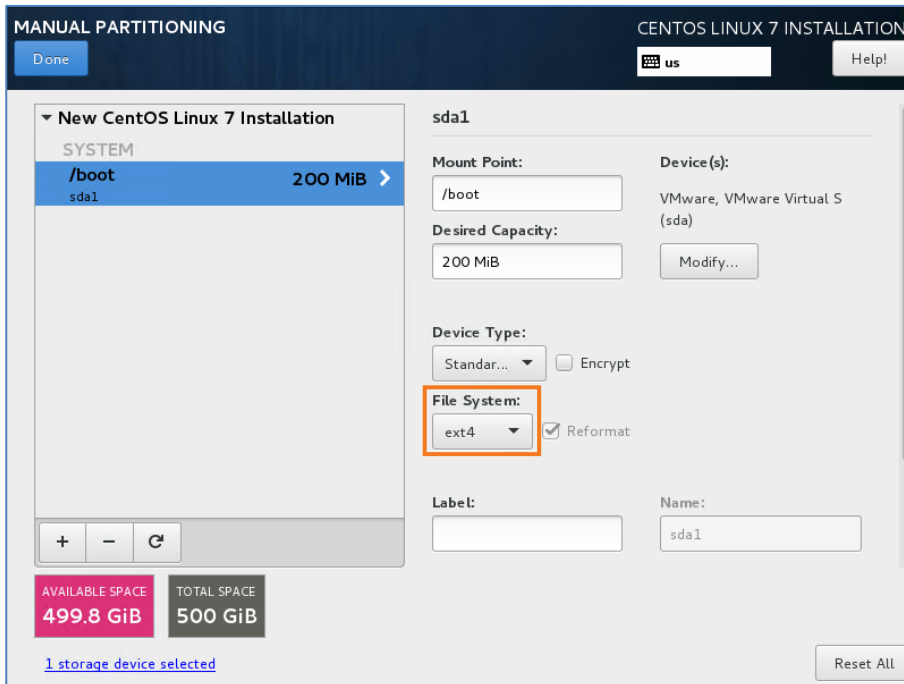 MANUAL PARTITIONING
CENTOS LINUX 7 INSTALLATION
Done
us
Help!
New CentOS Linux 7 Installation
SYSTEM
/boot
200 MiB
sda1
sda1
Mount Point:
/boot
Desired Capacity:
200 MiB
Device(s):
VMware, VMware Virtual S
(sda)
Modify...
Device Type:
Standar...
Encrypt
File System:
ext4
Reformat
Label:
Name:
sda1
+
-
AVAILABLE SPACE
499.8 GiB
TOTAL SPACE
500 GiB
1 storage device selected
Reset All